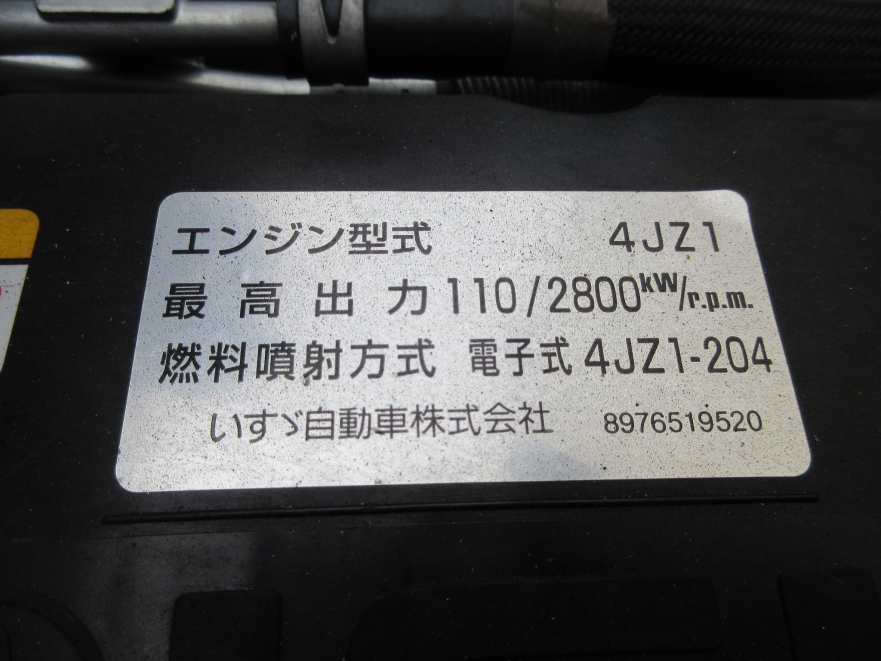 エンジン型式 4JZ1
最高出力 110/2800kW/r.p.m.
燃料噴射方式 電子式 4JZ1-204
いすゞ自動車株式会社 8976519520